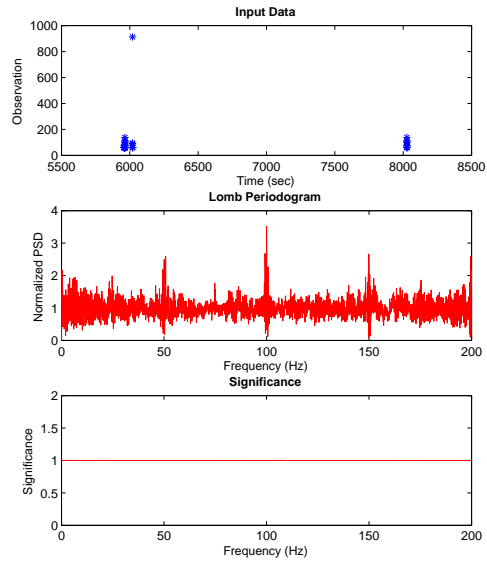 Input Data
1000
800
600
400
200
0
Observation
5500 6000 6500 7000 7500 8000 8500
Time (sec)
Lomb Periodogram
4
3
2
1
0
Normalized PSD
0 50 100 150 200
Frequency (Hz)
Significance
2
1.5
1
0.5
0
Significance
0 50 100 150 200
Frequency (Hz)